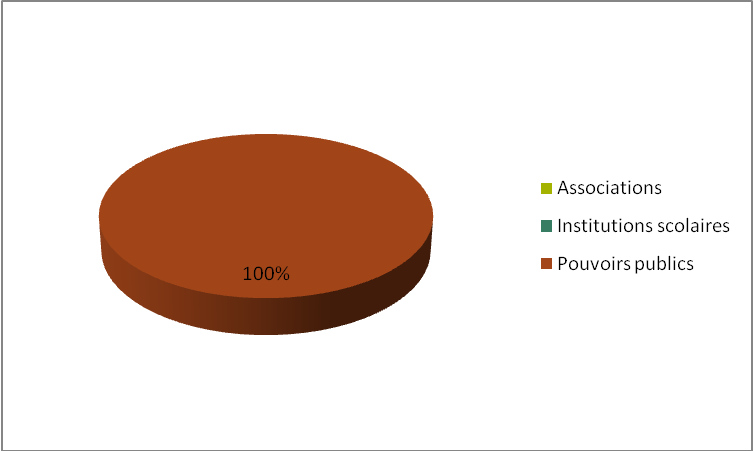 100%
Associations
Institutions scolaires
Pouvoirs publics